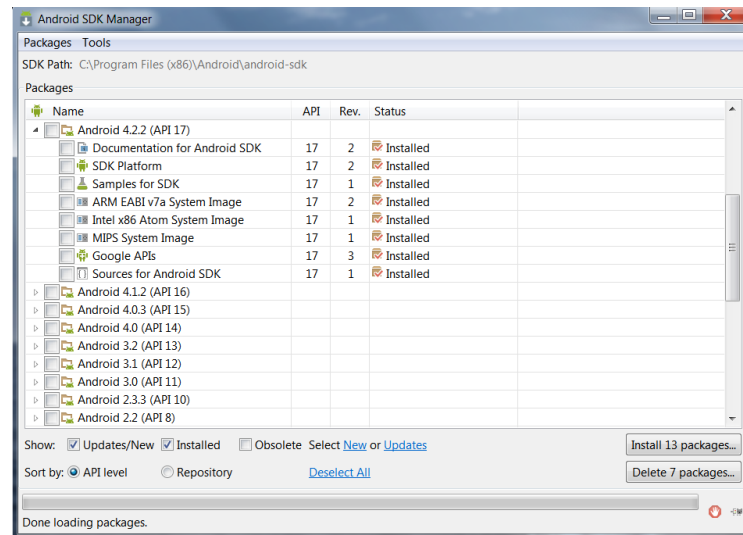 Android SDK Manager
Packages Tools
SDK Path: C:\Program Files (x86)\Android\android-sdk
Packages
Name API Rev. Status
Android 4.2.2 (API 17)
Documentation for Android SDK 17 2 Installed
SDK Platform 17 2 Installed
Samples for SDK 17 1 Installed
ARM EABI v7a System Image 17 2 Installed
Intel x86 Atom System Image 17 1 Installed
MIPS System Image 17 1 Installed
Google APIs 17 3 Installed
Sources for Android SDK 17 1 Installed
Android 4.1.2 (API 16)
Android 4.0.3 (API 15)
Android 4.0 (API 14)
Android 3.2 (API 13)
Android 3.1 (API 12)
Android 3.0 (API 11)
Android 2.3.3 (API 10)
Android 2.2 (API 8)
Show: Updates/New Installed Obsolete Select New or Updates Install 13 packages...
Sort by: API level Repository Deselect All Delete 7 packages...
Done loading packages.